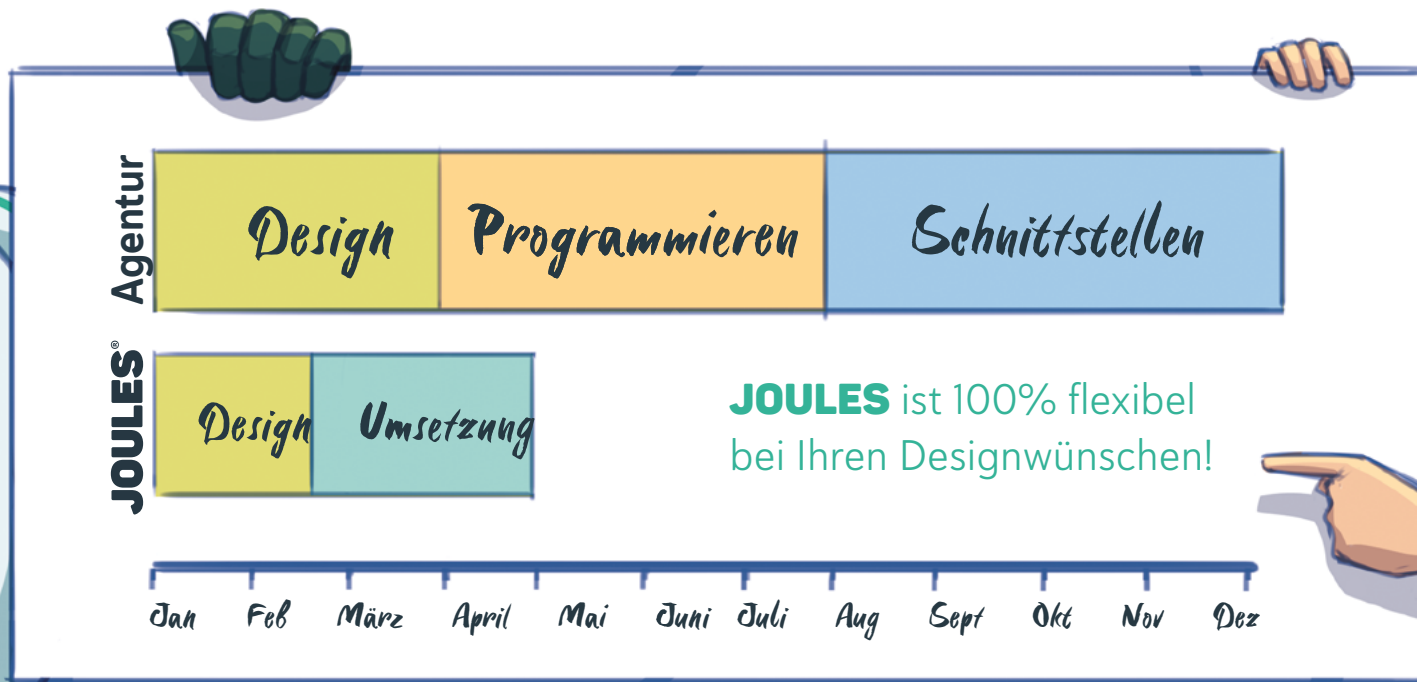 Agentur
Design
Programmieren
Schnittstellen
JOULES®
Design
Umsetzung
JOULES ist 100% flexibel
bei Ihren Designwünschen!
Jan Feb März April Mai Juni Juli Aug Sept Okt Nov Dez